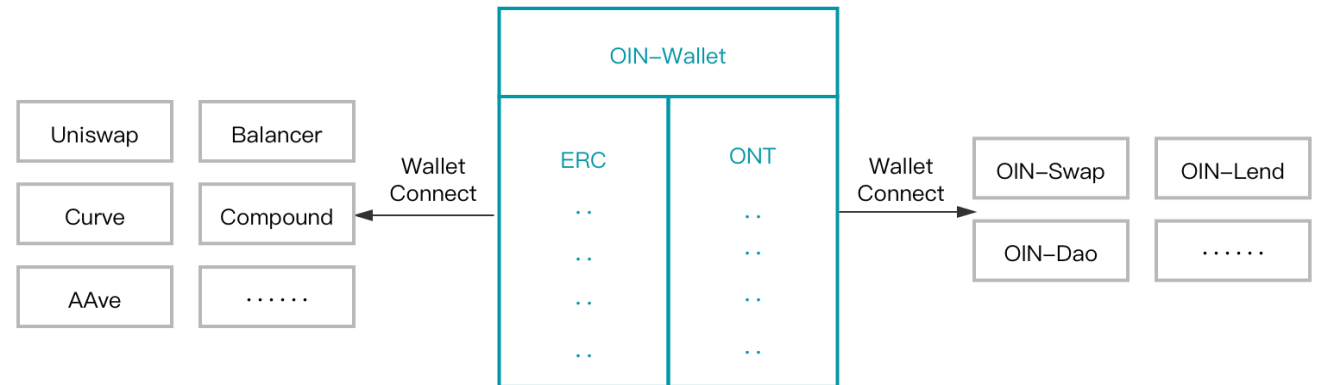 OIN–Wallet
Uniswap
Balancer
Curve
Compound
AAve
······
Wallet
Connect
ERC
··
··
··
··
ONT
··
··
··
··
Wallet
Connect
OIN–Swap
OIN–Lend
OIN–Dao
······